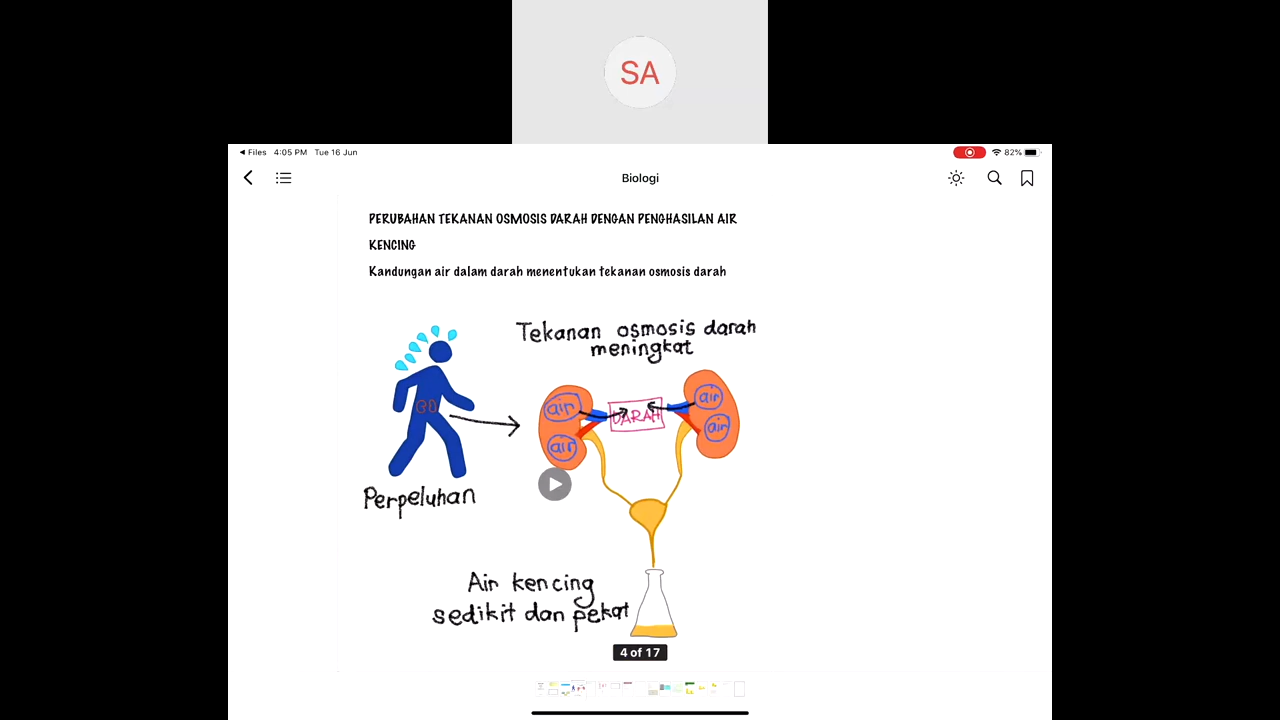 SA
Files 4:05 PM Tue 16 Jun 82%
Biologi
PERUBAHAN TEKANAN OSMOSIS DARAH DENGAN PENGHASILAN AIR
KENCING
Kandungan air dalam darah menentukan tekanan osmosis darah
Tekanan osmosis darah
meningkat
air
DARAH
air
air
air
Perpeluhan
Air kencing
sedikit dan pekat
4 of 17